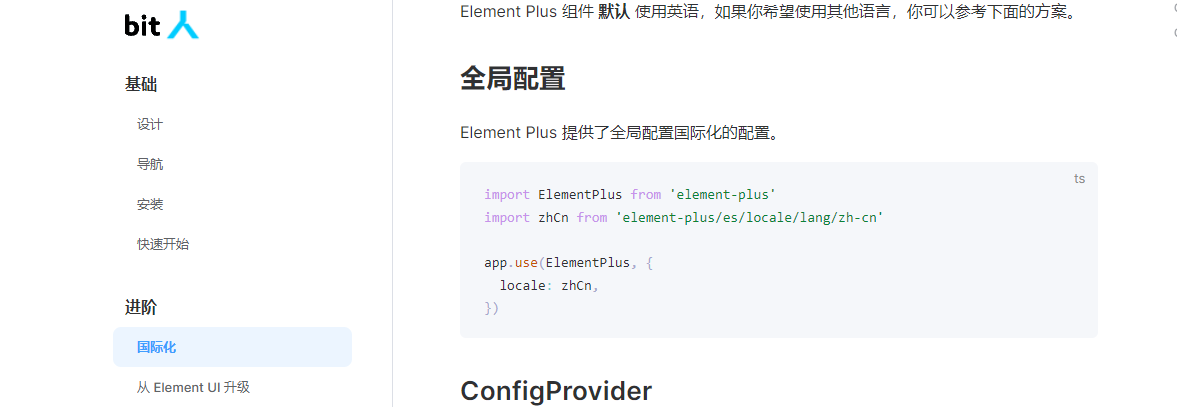 bit
基础
设计
导航
安装
快速开始
进阶
国际化
从 Element UI 升级
Element Plus 组件 默认 使用英语，如果你希望使用其他语言，你可以参考下面的方案。
全局配置
Element Plus 提供了全局配置国际化的配置。
ts
import ElementPlus from 'element-plus'
import zhCn from 'element-plus/es/locale/lang/zh-cn'
app.use(ElementPlus, {
  locale: zhCn,
})
ConfigProvider